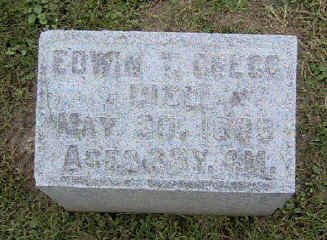 EDWIN T. GREGG
DIED
MAY 30, 
AGED Y. M.